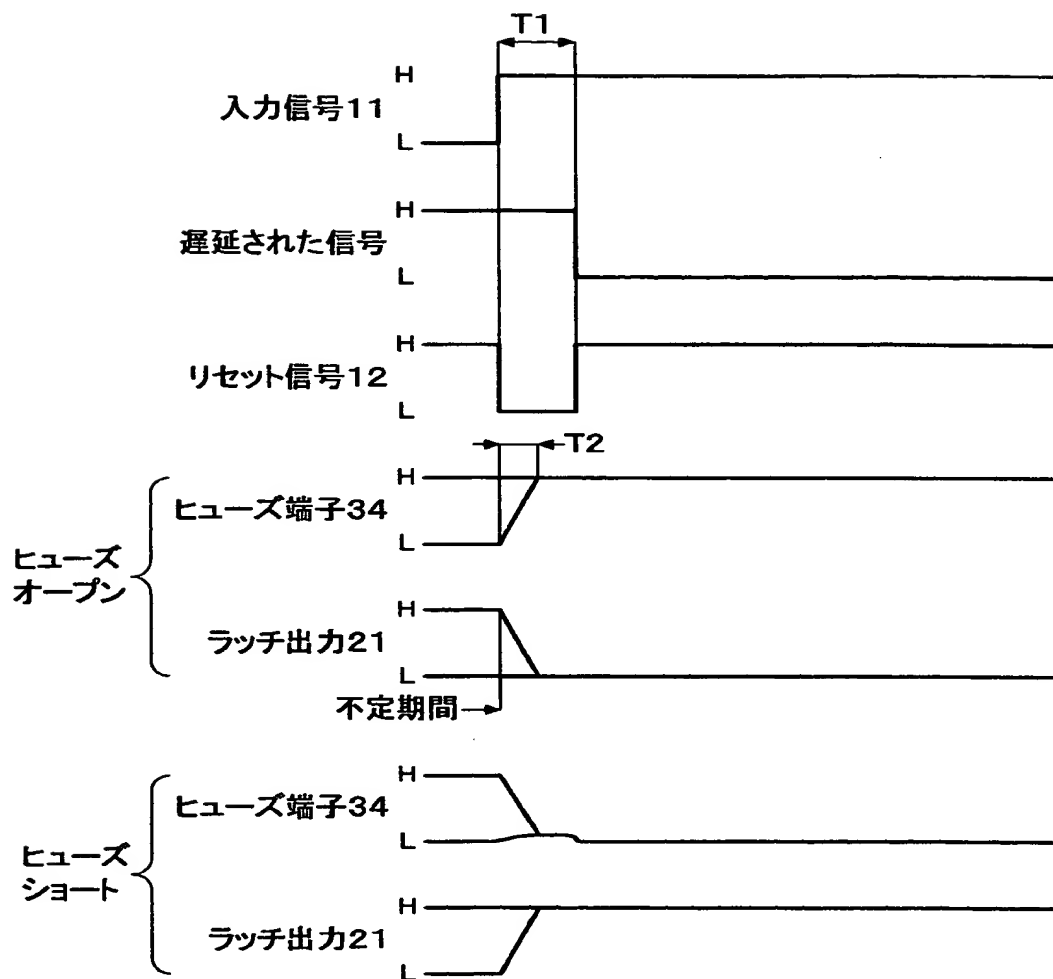 T1
H
入力信号11
L
H
遅延された信号
L
H
リセット信号12
L
T2
H
ヒューズ端子34
L
ヒューズ
オープン
H
ラッチ出力21
L
不定期間
H
ヒューズ端子34
L
ヒューズ
ショート
H
ラッチ出力21
L